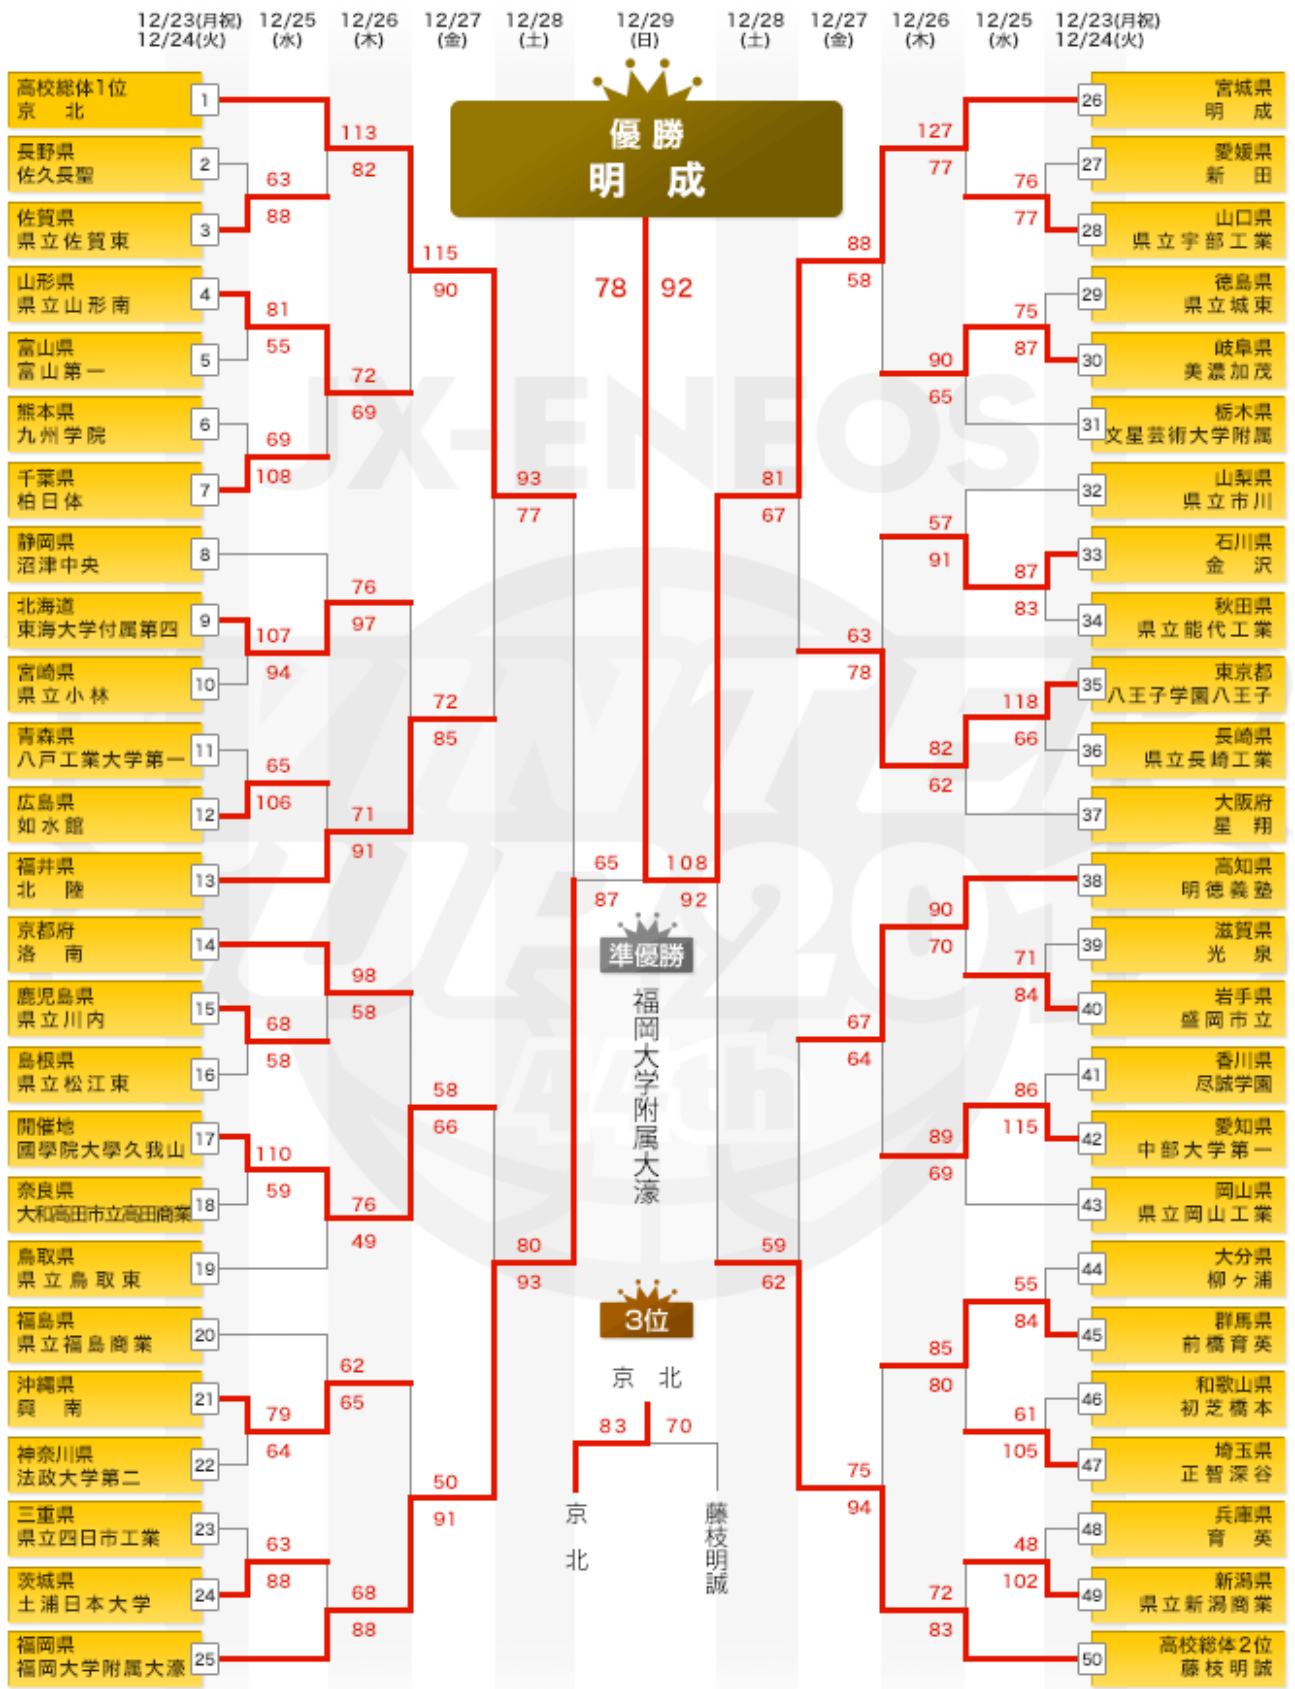 12/23(月祝)
12/24(火)
12/25
(水)
12/26
(木)
12/27
(金)
12/28
(土)
12/29
(日)
12/28
(土)
12/27
(金)
12/26
(木)
12/25
(水)
12/23(月祝)
12/24(火)
優勝
明 成
78 92
高校総体1位
京 北
1
長野県
佐久長聖
2
佐賀県
県立佐賀東
3
山形県
県立山形南
4
富山県
富山第一
5
熊本県
九州学院
6
千葉県
柏日体
7
静岡県
沼津中央
8
北海道
東海大学付属第四
9
宮崎県
県立小林
10
青森県
八戸工業大学第一
11
広島県
如水館
12
福井県
北 陸
13
京都府
洛 南
14
鹿児島県
県立川内
15
島根県
県立松江東
16
開催地
國學院大學久我山
17
奈良県
大和高田市立高田商業
18
鳥取県
県立鳥取東
19
福島県
県立福島商業
20
沖縄県
興 南
21
神奈川県
法政大学第二
22
三重県
県立四日市工業
23
茨城県
土浦日本大学
24
福岡県
福岡大学附属大濠
25
63
88
81
55
69
108
107
94
65
106
68
58
110
59
79
64
63
88
113
82
72
69
76
97
71
91
98
58
76
49
62
65
68
88
115
90
72
85
58
66
50
91
93
77
80
93
65
87
108
92
準優勝
福岡大学附属大濠
3位
京 北
83 70
京北
藤枝明誠
81
67
59
62
88
58
63
78
67
64
75
94
127
77
90
65
57
91
82
62
90
70
89
69
85
80
72
83
76
77
75
87
87
83
118
66
71
84
86
115
55
84
61
105
48
102
26
宮城県
明 成
27
愛媛県
新 田
28
山口県
県立宇部工業
29
徳島県
県立城東
30
岐阜県
美濃加茂
31
栃木県
文星芸術大学附属
32
山梨県
県立市川
33
石川県
金 沢
34
秋田県
県立能代工業
35
東京都
八王子学園八王子
36
長崎県
県立長崎工業
37
大阪府
星 翔
38
高知県
明徳義塾
39
滋賀県
光 泉
40
岩手県
盛岡市立
41
香川県
尽誠学園
42
愛知県
中部大学第一
43
岡山県
県立岡山工業
44
大分県
柳ヶ浦
45
群馬県
前橋育英
46
和歌山県
初芝橋本
47
埼玉県
正智深谷
48
兵庫県
育 英
49
新潟県
県立新潟商業
50
高校総体2位
藤枝明誠
JX-ENEOS
44th